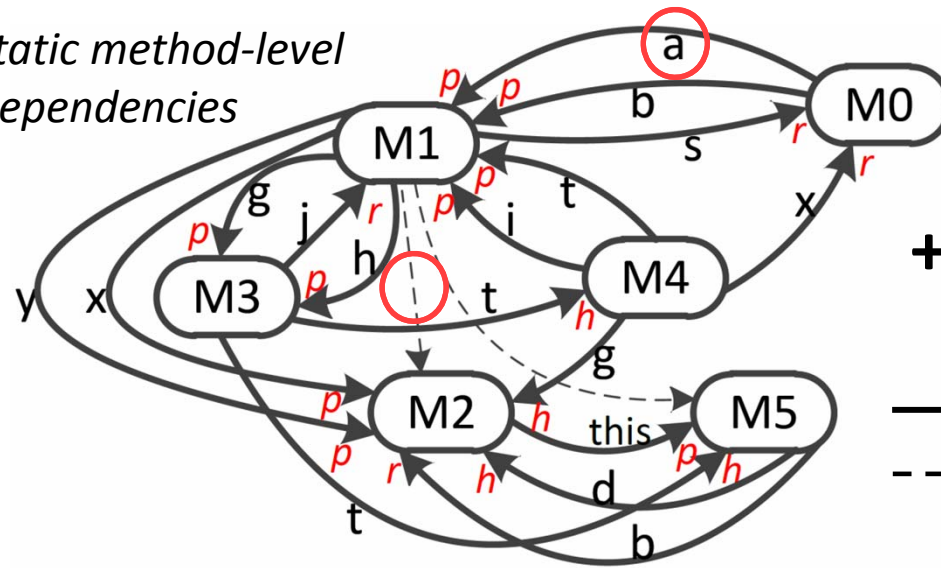 tatic method-level
ependencies
a
p
p
b
M0
M1
s
r
r
g
j
r
p
p
i
t
x
p
h
+
M3
p
M4
y
x
t
h
g
M2
M5
p
h
this
p
r
h
p
h
d
t
b